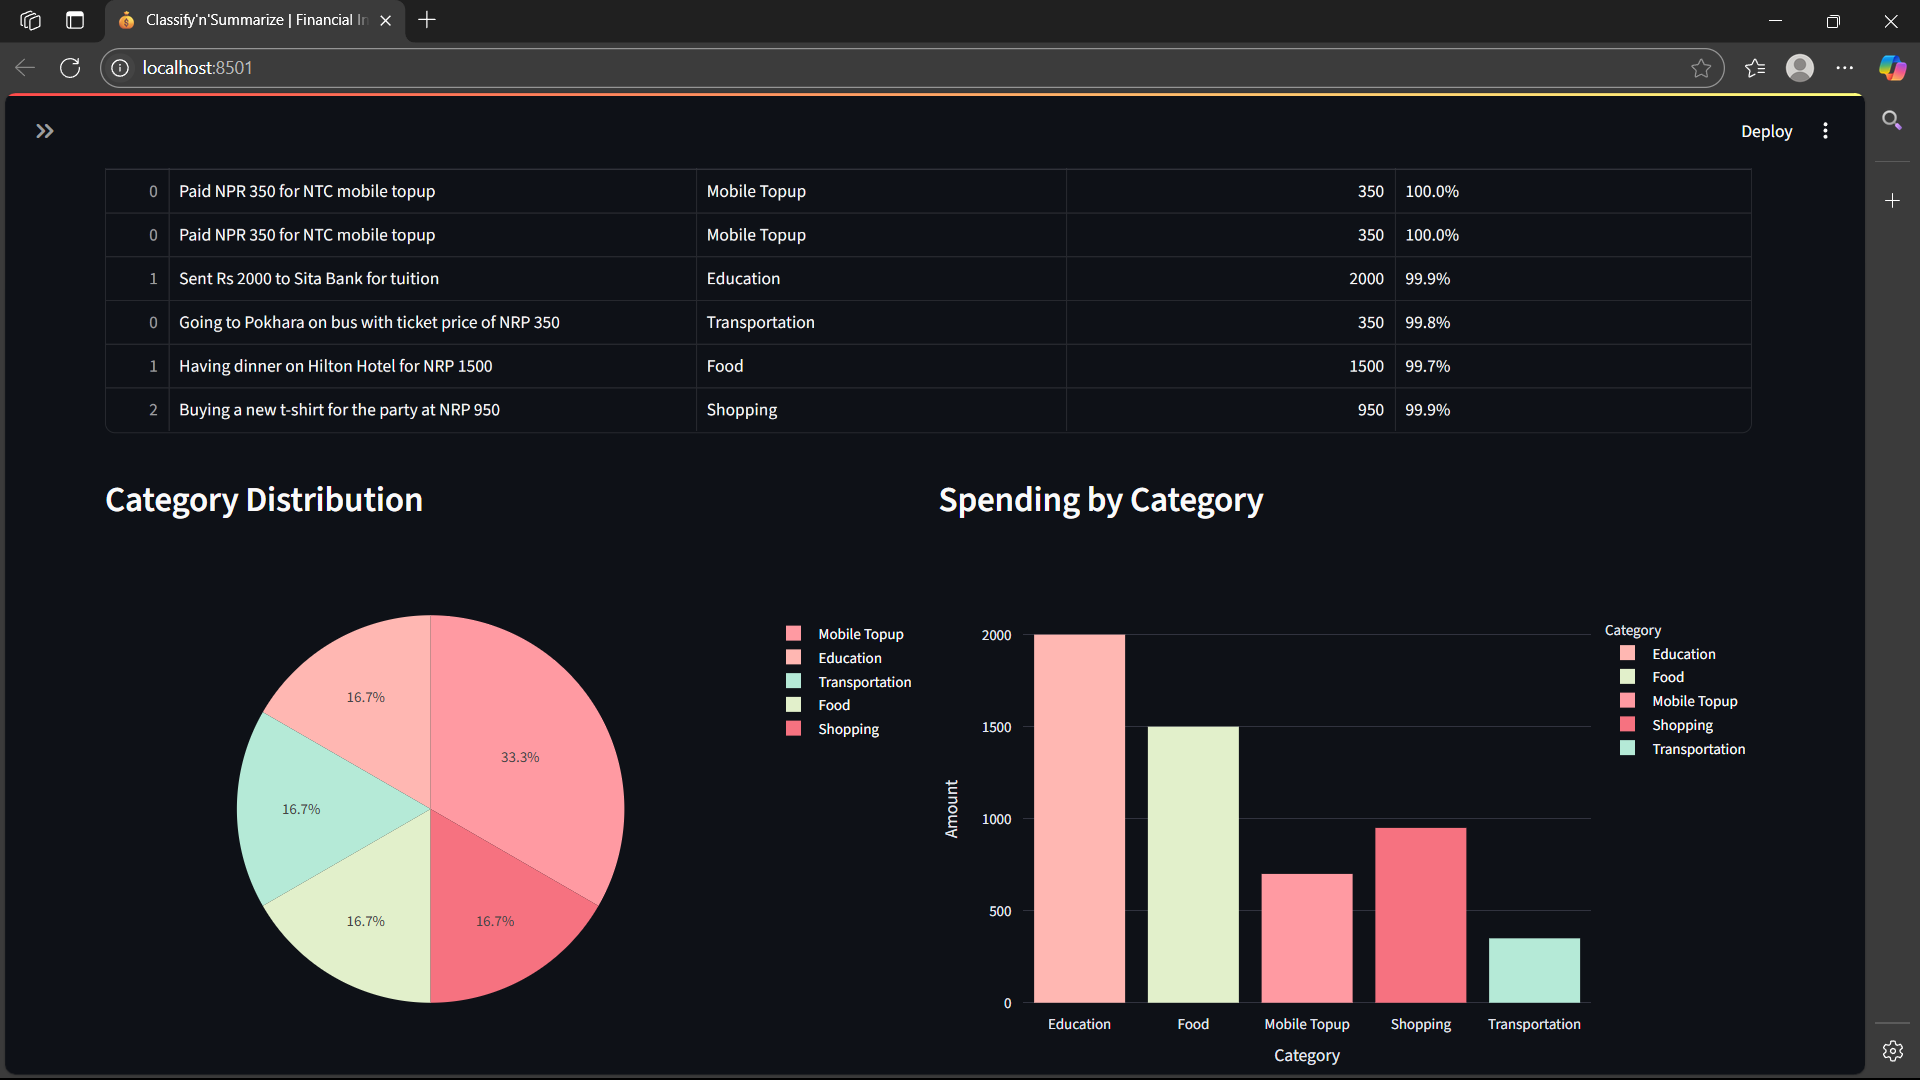 Classify'n'Summarize | Financial In
localhost:8501
Deploy
0 Paid NPR 350 for NTC mobile topup Mobile Topup 350 100.0%
0 Paid NPR 350 for NTC mobile topup Mobile Topup 350 100.0%
1 Sent Rs 2000 to Sita Bank for tuition Education 2000 99.9%
0 Going to Pokhara on bus with ticket price of NRP 350 Transportation 350 99.8%
1 Having dinner on Hilton Hotel for NRP 1500 Food 1500 99.7%
2 Buying a new t-shirt for the party at NRP 950 Shopping 950 99.9%
Category Distribution
16.7%
33.3%
16.7%
16.7%
16.7%
Mobile Topup
Education
Transportation
Food
Shopping
Spending by Category
2000
1500
1000
500
0
Amount
Education Food Mobile Topup Shopping Transportation
Category
Category
Education
Food
Mobile Topup
Shopping
Transportation